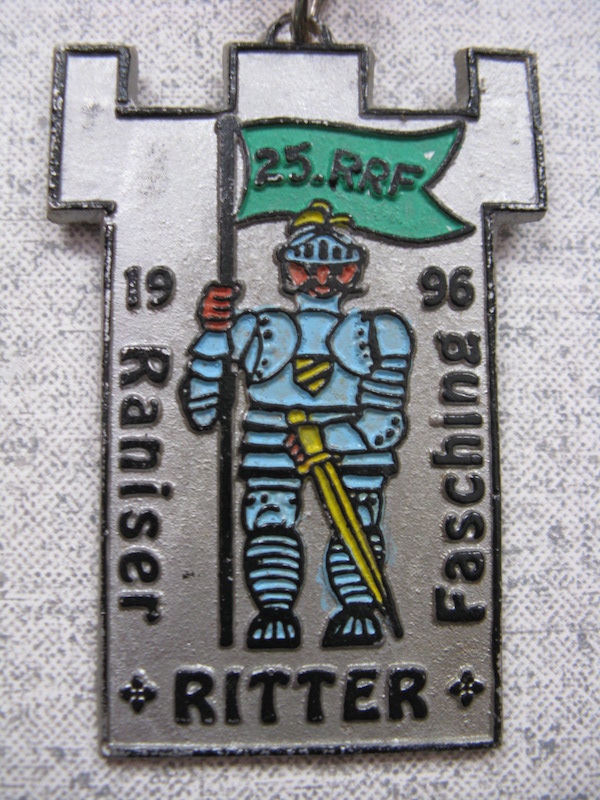 25.RRF
19 96
Raniser
RITTER
Fasching